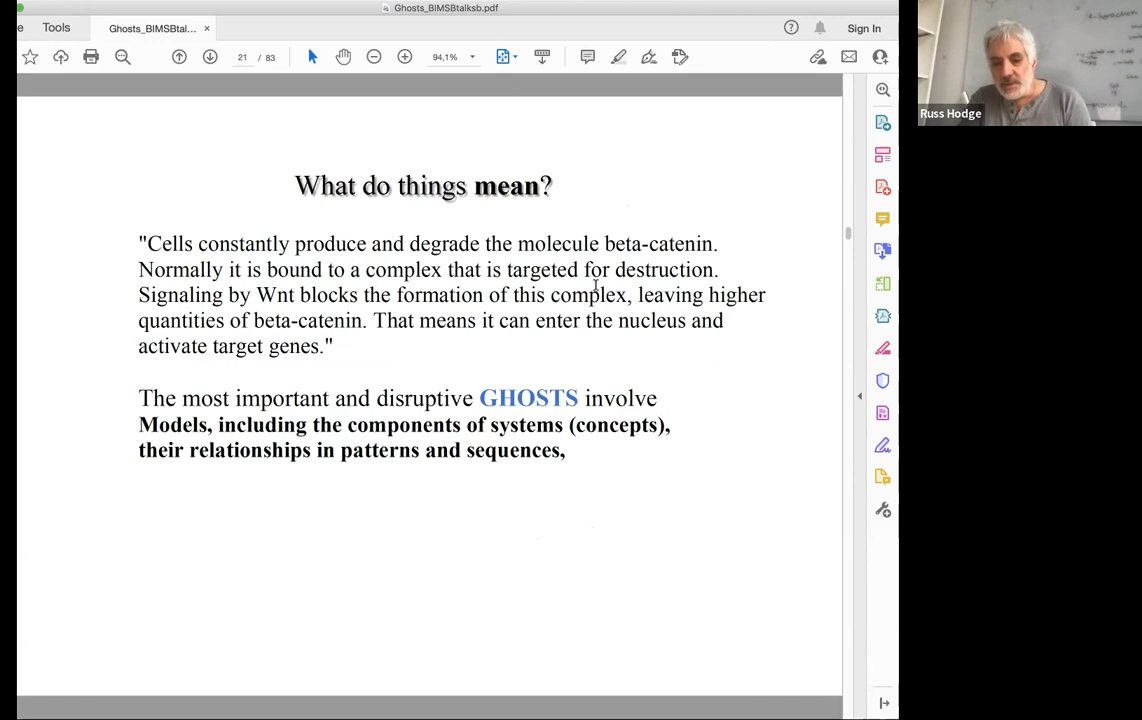 Ghosts_BIMSBtalksb.pdf
e
Tools
Ghosts_BIMSBtal... ×
Sign In
21 / 83
94,1%
Russ Hodge
What do things mean?
"Cells constantly produce and degrade the molecule beta-catenin.
Normally it is bound to a complex that is targeted for destruction.
Signaling by Wnt blocks the formation of this complex, leaving higher
quantities of beta-catenin. That means it can enter the nucleus and
activate target genes."
The most important and disruptive GHOSTS involve
Models, including the components of systems (concepts),
their relationships in patterns and sequences,